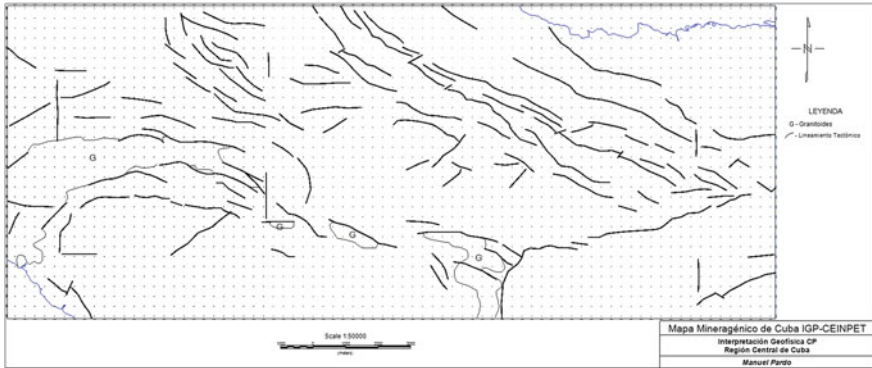 N
LEYENDA
G - Granitoides
- Lineamiento Tectónico
G
G
G
G
Scale 1:50000
(meters)
Mapa Mineragénico de Cuba IGP-CEINPET
Interpretación Geofísica CP
Región Central de Cuba
Manuel Pardo